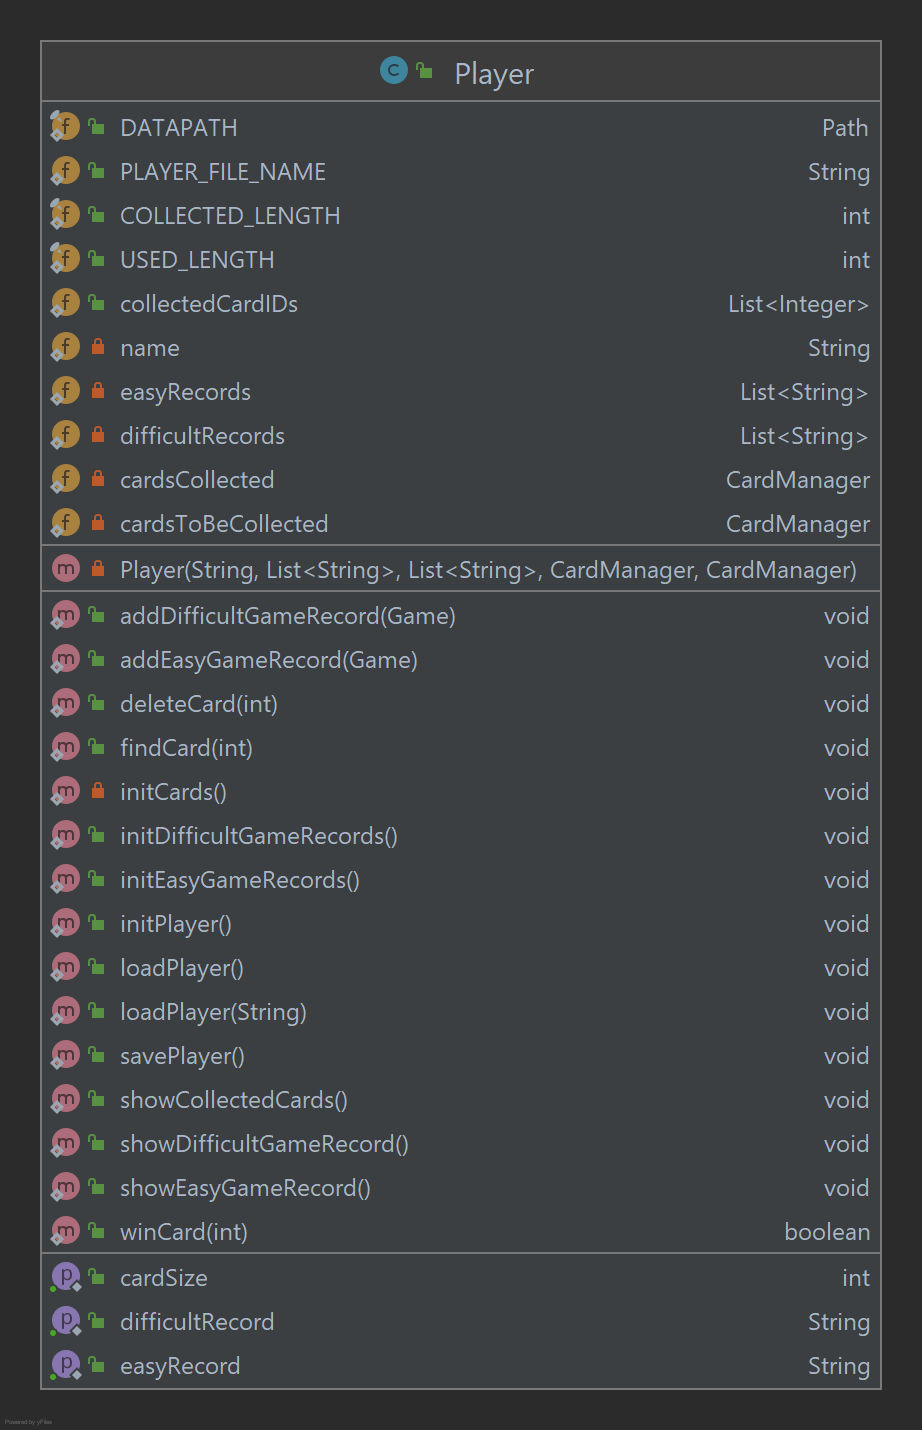 C Player
f DATAPATH Path
f PLAYER_FILE_NAME String
f COLLECTED_LENGTH int
f USED_LENGTH int
f collectedCardIDs List<Integer>
f name String
f easyRecords List<String>
f difficultRecords List<String>
f cardsCollected CardManager
f cardsToBeCollected CardManager
m Player(String, List<String>, List<String>, CardManager, CardManager)
m addDifficultGameRecord(Game) void
m addEasyGameRecord(Game) void
m deleteCard(int) void
m findCard(int) void
m initCards() void
m initDifficultGameRecords() void
m initEasyGameRecords() void
m initPlayer() void
m loadPlayer() void
m loadPlayer(String) void
m savePlayer() void
m showCollectedCards() void
m showDifficultGameRecord() void
m showEasyGameRecord() void
m winCard(int) boolean
p cardSize int
p difficultRecord String
p easyRecord String
Powered by yFiles